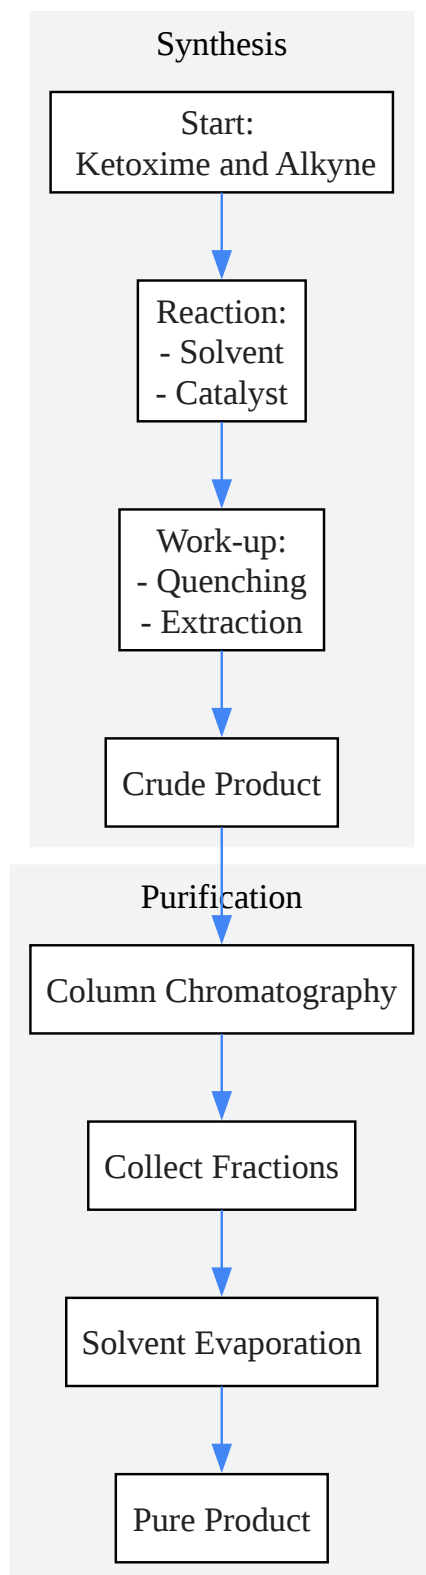 Synthesis
Start:
Ketoxime and Alkyne
Reaction:
- Solvent
- Catalyst
Work-up:
- Quenching
- Extraction
Crude Product
Purification
Column Chromatography
Collect Fractions
Solvent Evaporation
Pure Product